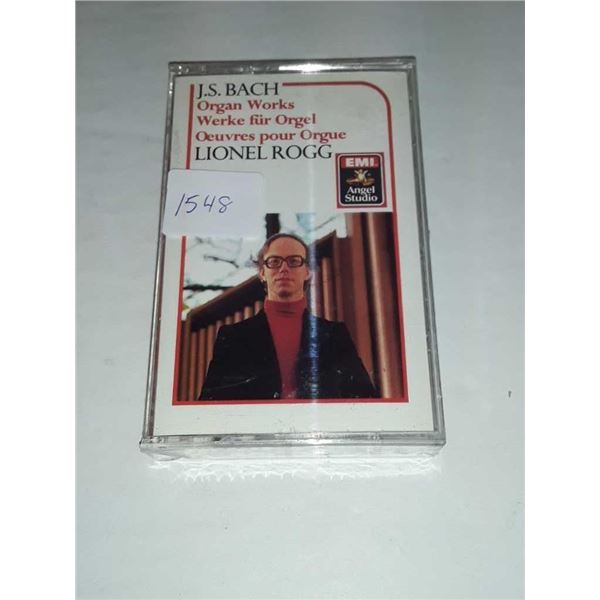 J.S. BACH
Organ Works
Werke für Orgel
Oeuvres pour Orgue
LIONEL ROGG
EMI
Angel
Studio
1548